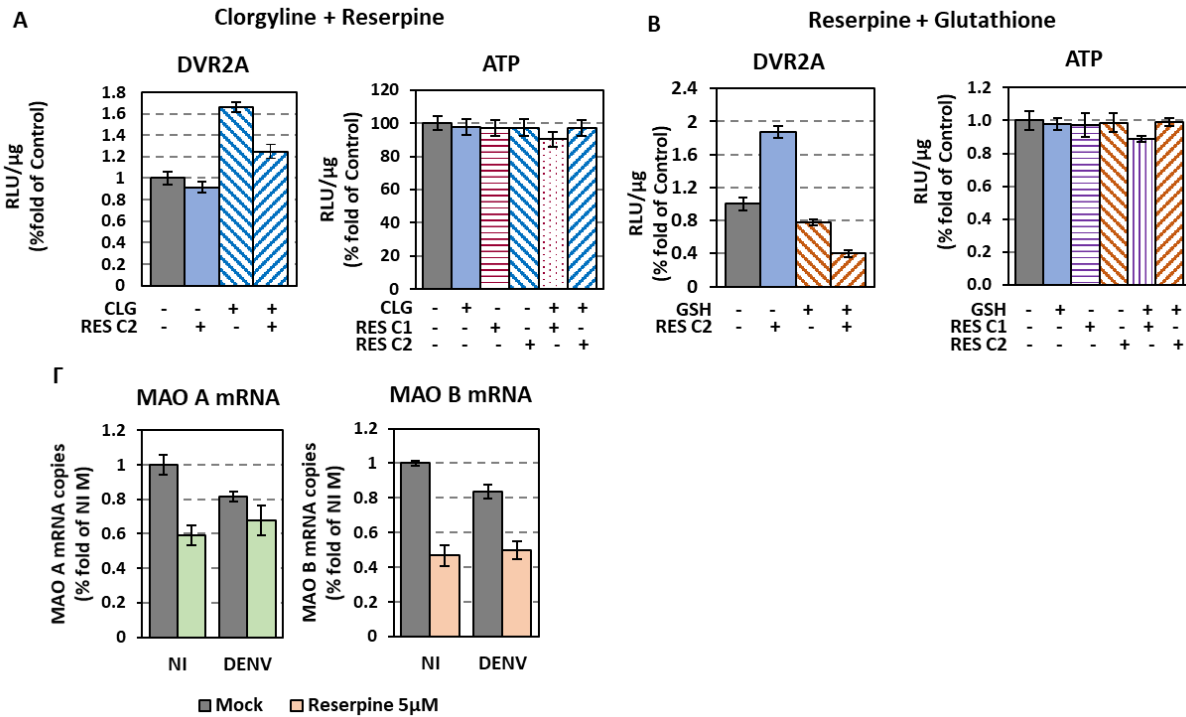 A
Clorgyline + Reserpine
DVR2A
RLU/μg
(%fold of Control)
1.8
1.6
1.4
1.2
1
0.8
0.6
0.4
0.2
0
CLG - - + +
RES C2 - + - +
ATP
RLU/μg
(% fold of Control)
120
100
80
60
40
20
0
CLG - + - - + +
RES C1 - - + - + -
RES C2 - - - + - +
B
Reserpine + Glutathione
DVR2A
RLU/μg
(% fold of Control)
2.4
2
1.6
1.2
0.8
0.4
0
GSH - - + +
RES C2 - + - +
ATP
RLU/μg
(% fold of Control)
1.2
1.0
0.8
0.6
0.4
0.2
0.0
GSH - + - - + +
RES C1 - - + - + -
RES C2 - - - + - +
Γ
MAO A mRNA
MAO A mRNA copies
(% fold of NI M)
1.2
1
0.8
0.6
0.4
0.2
0
NI DENV
MAO B mRNA
MAO B mRNA copies
(% fold of NI M)
1.2
1
0.8
0.6
0.4
0.2
0
NI DENV
Mock Reserpine 5μM